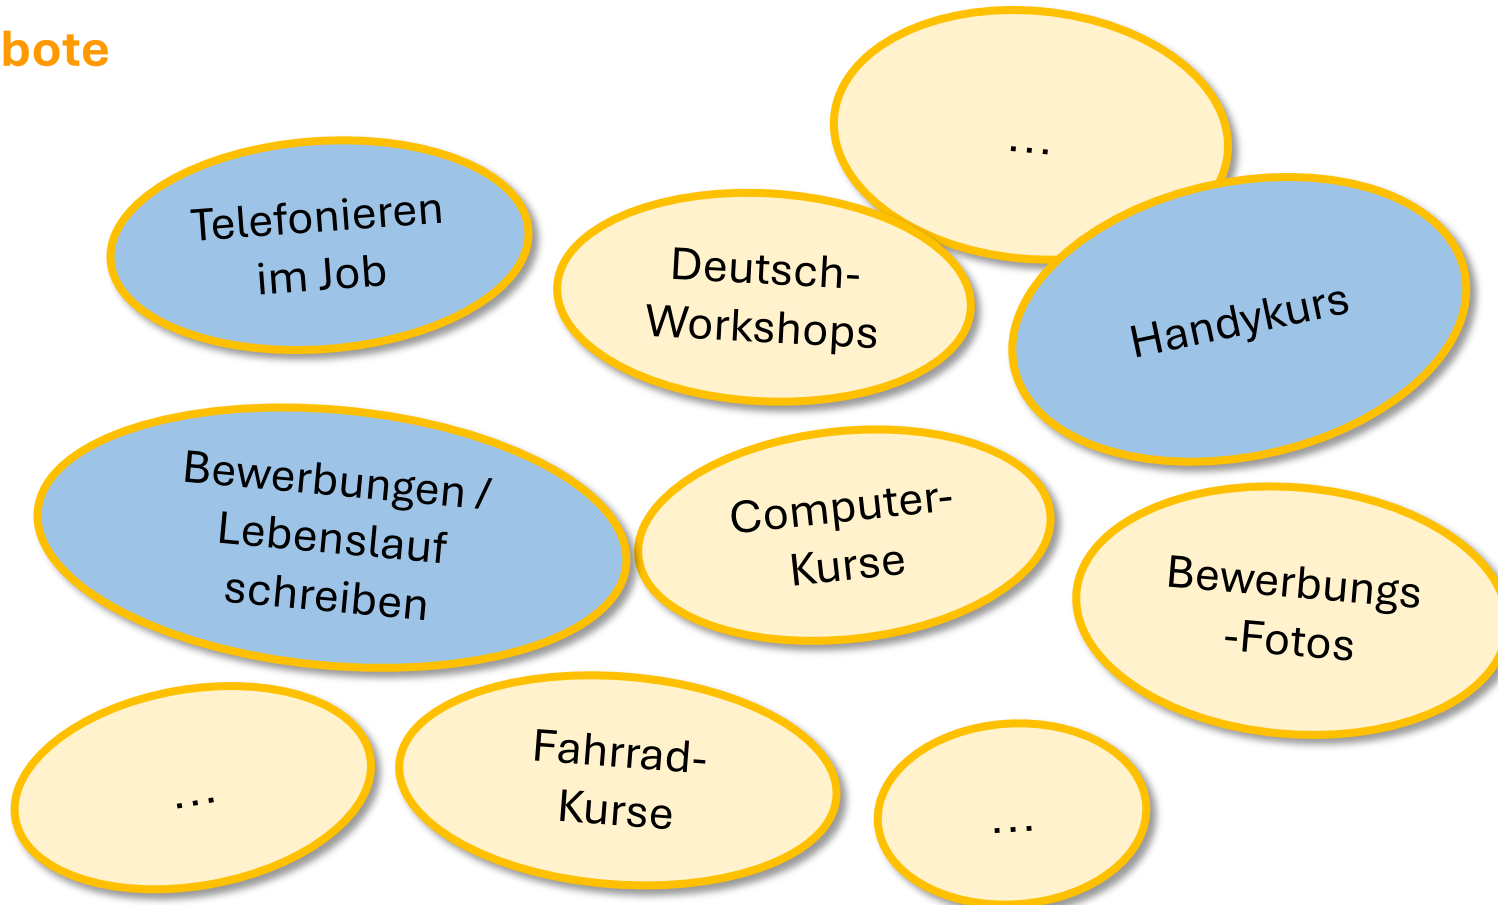 bote
…
Telefonieren
im Job
Deutsch-
Workshops
Handykurs
Bewerbungen /
Lebenslauf
schreiben
Computer-
Kurse
Bewerbungs
-Fotos
…
Fahrrad-
Kurse
…